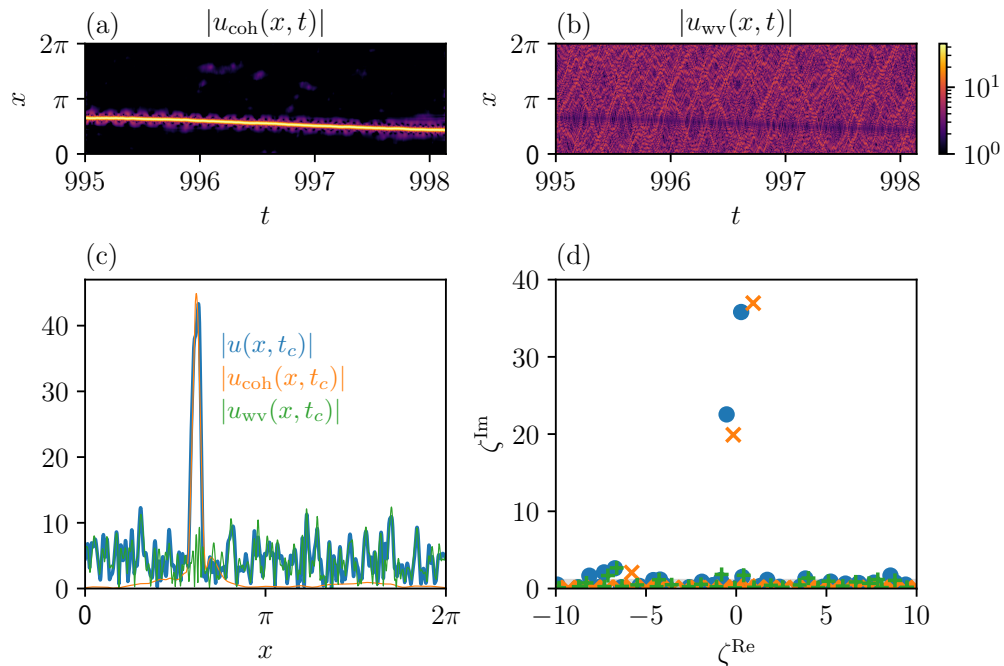 (a) |u_coh(x, t)|
(b) |u_wv(x, t)|
2π
π
0
x
995 996 997 998
t
2π
π
0
x
995 996 997 998
t
10^1
10^0
(c)
40
30
20
10
0
|u(x, t_c)|
|u_coh(x, t_c)|
|u_wv(x, t_c)|
0 π 2π
x
(d)
40
30
20
10
0
ζ^Im
−10 −5 0 5 10
ζ^Re